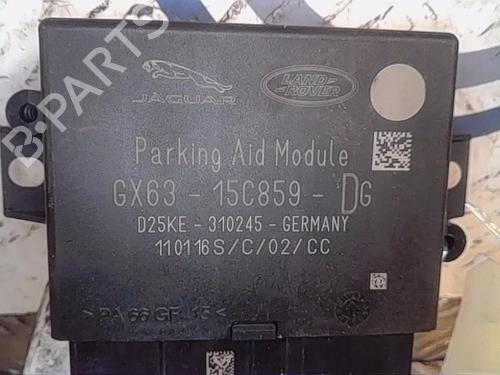 B-PARTS
JAGUAR
LAND-
ROVER
Parking Aid Module
GX63 - 15C859 - DG
D25KE - 310245 - GERMANY
110116S/C/02/CC
>PA 66 GF 15<